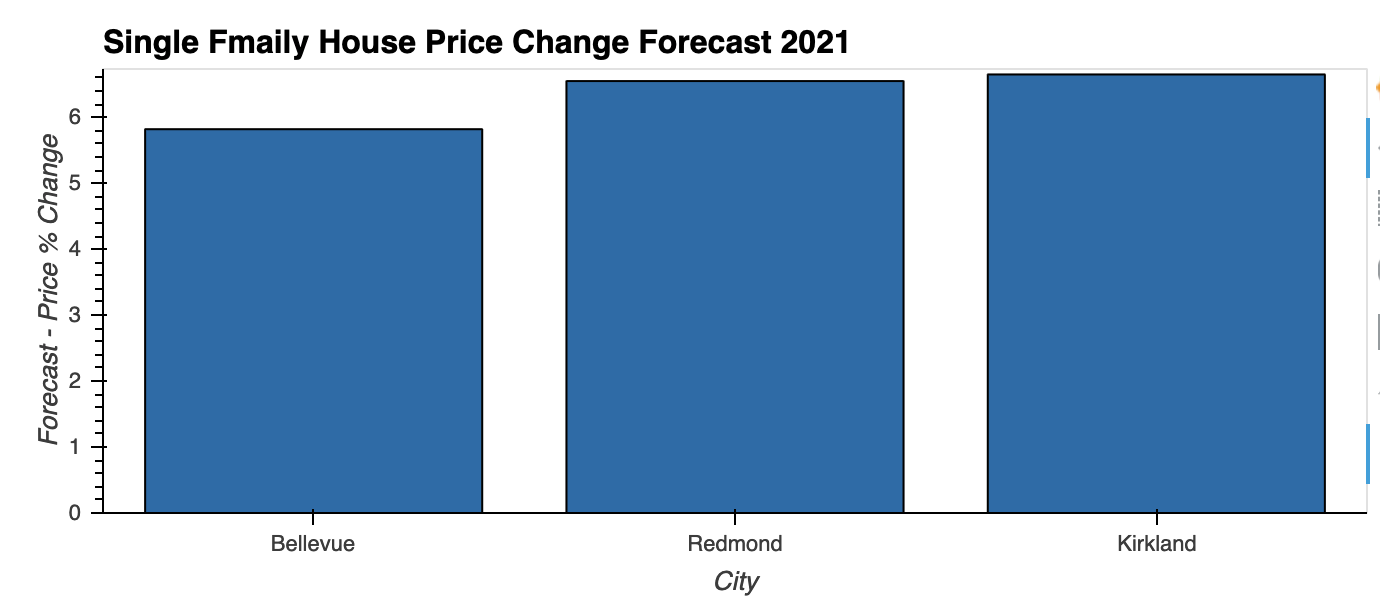 Single Fmaily House Price Change Forecast 2021
Forecast - Price % Change
6
5
4
3
2
1
0
Bellevue
Redmond
Kirkland
City